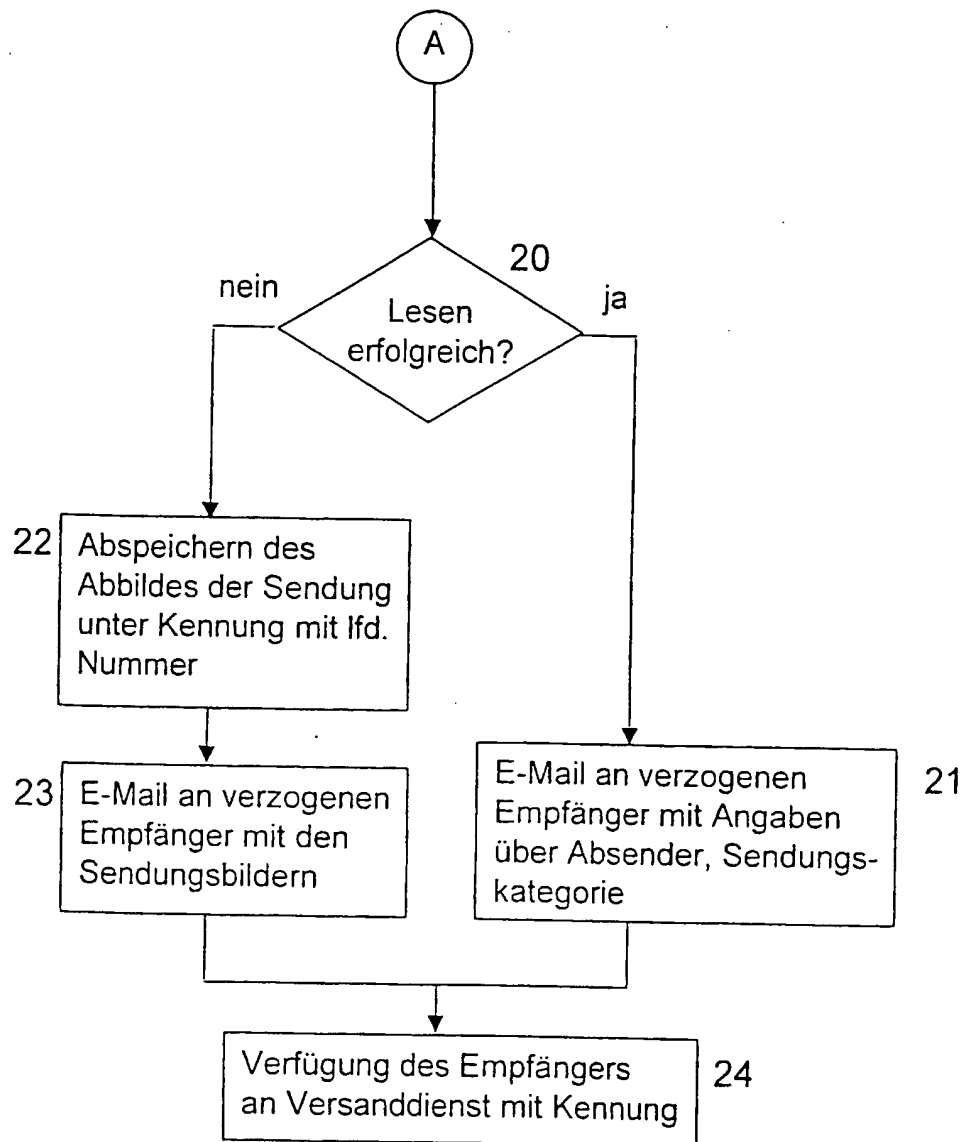 A
20
nein
ja
Lesen
erfolgreich?
22
Abspeichern des
Abbildes der Sendung
unter Kennung mit lfd.
Nummer
23
E-Mail an verzogenen
Empfänger mit den
Sendungsbildern
E-Mail an verzogenen
Empfänger mit Angaben
über Absender, Sendungs-
kategorie
21
Verfügung des Empfängers
an Versanddienst mit Kennung
24